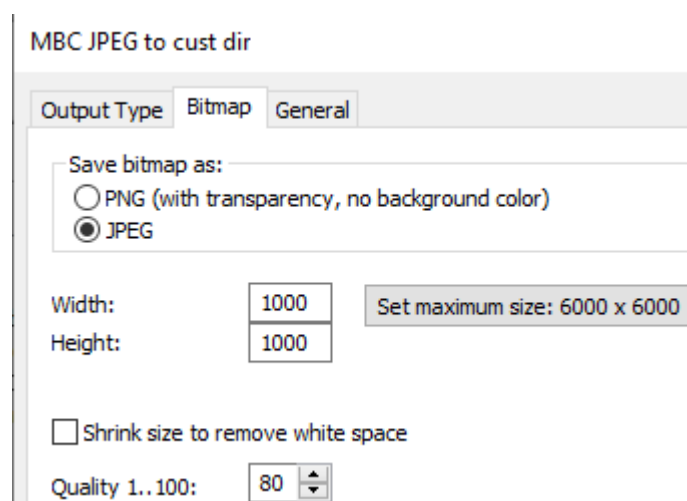 MBC JPEG to cust dir
Output Type Bitmap General
Save bitmap as:
PNG (with transparency, no background color)
JPEG
Width: 1000 Set maximum size: 6000 x 6000
Height: 1000
Shrink size to remove white space
Quality 1..100: 80